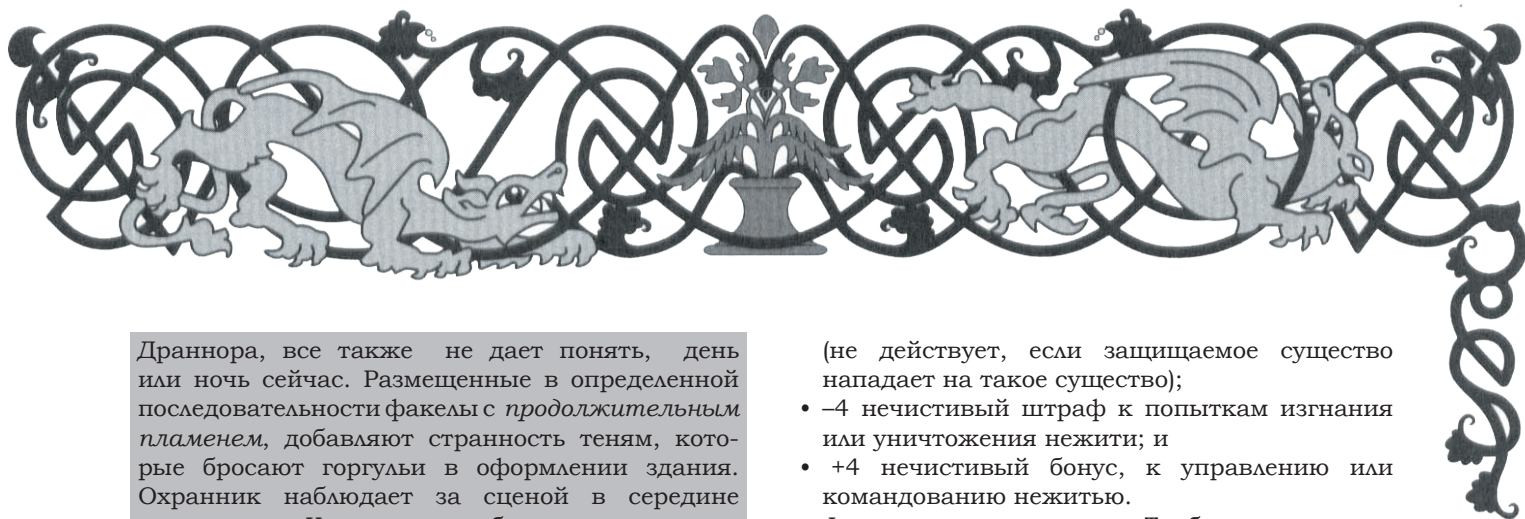 Драннора, все также не дает понять, день
или ночь сейчас. Размещенные в определенной
последовательности факелы с продолжительным
пламенем, добавляют странность теням, кото-
рые бросают горгульи в оформлении здания.
Охранник наблюдает за сценой в середине
(не действует, если защищаемое существо
нападает на такое существо);
• –4 нечистивый штраф к попыткам изгнания
или уничтожения нежити; и
• +4 нечистивый бонус, к управлению или
командованию нежитью.